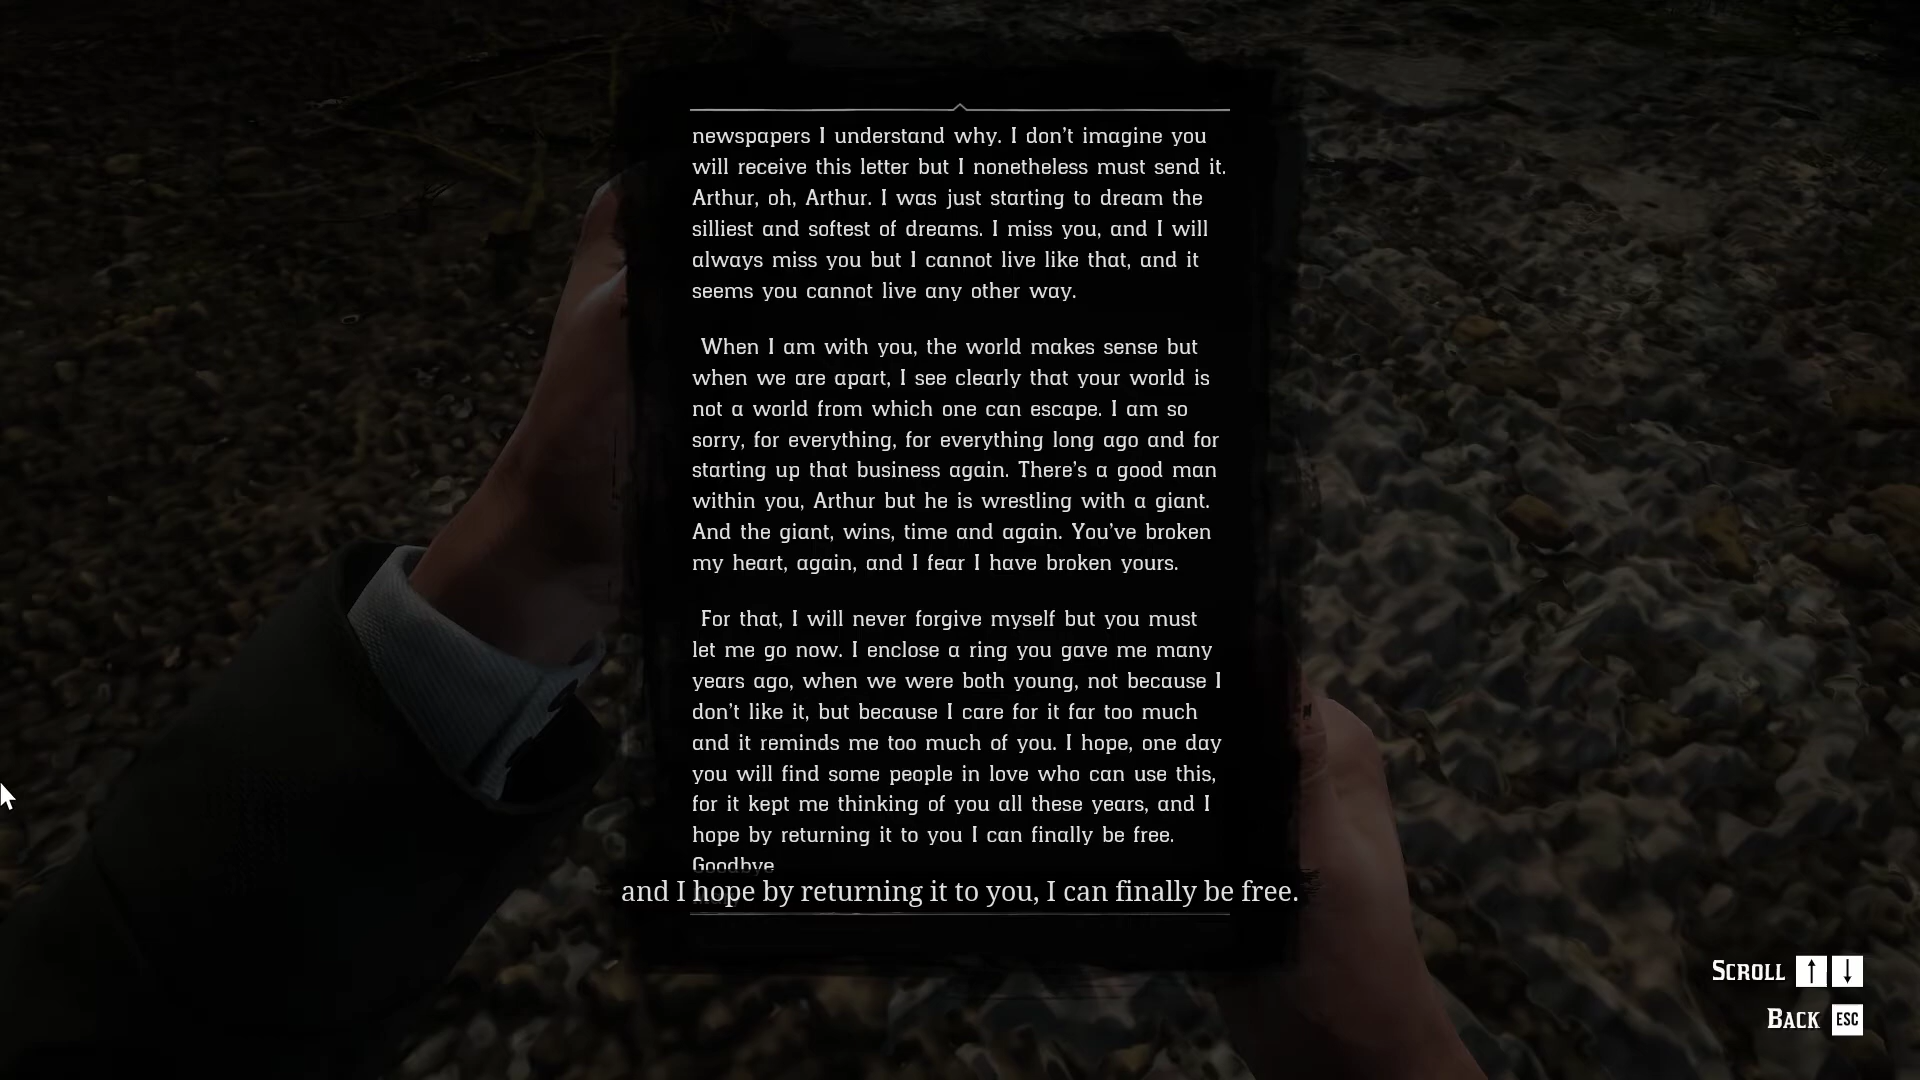 newspapers I understand why. I don't imagine you
will receive this letter but I nonetheless must send it.
Arthur, oh, Arthur. I was just starting to dream the
silliest and softest of dreams. I miss you, and I will
always miss you but I cannot live like that, and it
seems you cannot live any other way.
When I am with you, the world makes sense but
when we are apart, I see clearly that your world is
not a world from which one can escape. I am so
sorry, for everything, for everything long ago and for
starting up that business again. There's a good man
within you, Arthur but he is wrestling with a giant.
And the giant, wins, time and again. You've broken
my heart, again, and I fear I have broken yours.
For that, I will never forgive myself but you must
let me go now. I enclose a ring you gave me many
years ago, when we were both young, not because I
don't like it, but because I care for it far too much
and it reminds me too much of you. I hope, one day
you will find some people in love who can use this,
for it kept me thinking of you all these years, and I
hope by returning it to you I can finally be free.
Goodbye
and I hope by returning it to you, I can finally be free.
SCROLL ↑ ↓
BACK ESC